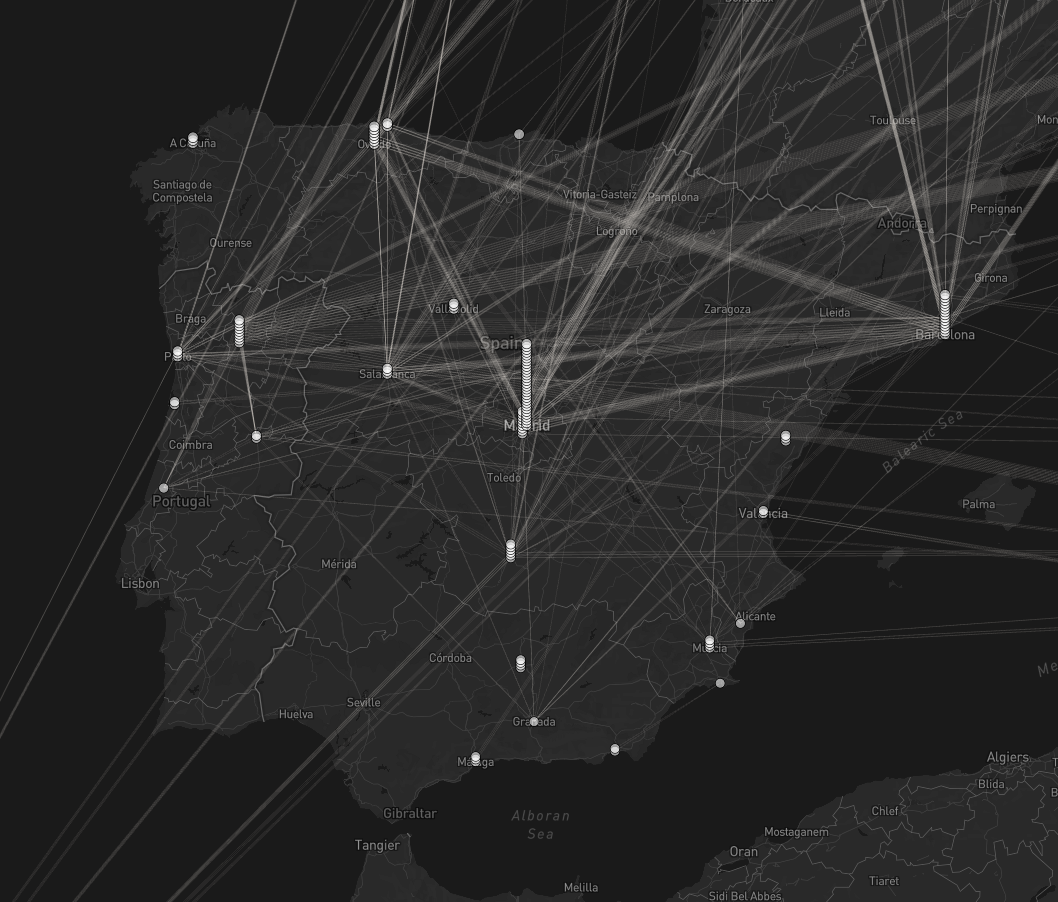 Toulouse
A Coruña
Oviedo
Santiago de
Compostela
Vitoria-Gasteiz
Pamplona
Perpignan
Andorra
Logroño
Ourense
Girona
Valladolid
Zaragoza
Lleida
Braga
Barcelona
Spain
Porto
Salamanca
Madrid
Balearic Sea
Coimbra
Toledo
Portugal
Palma
Valencia
Mérida
Lisbon
Alicante
Murcia
Córdoba
Seville
Huelva
Granada
Málaga
Algiers
Blida
Gibraltar
Alboran
Sea
Chlef
Mostaganem
Tangier
Oran
Tiaret
Melilla
Sidi Bel Abbes